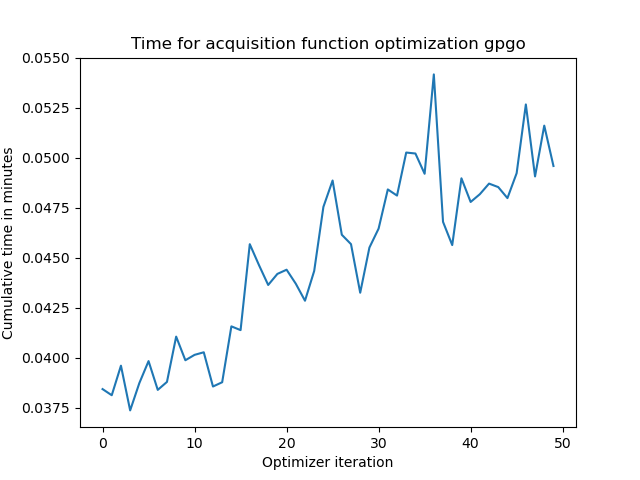 Time for acquisition function optimization gpgo
Cumulative time in minutes
0.0550
0.0525
0.0500
0.0475
0.0450
0.0425
0.0400
0.0375
0 10 20 30 40 50
Optimizer iteration